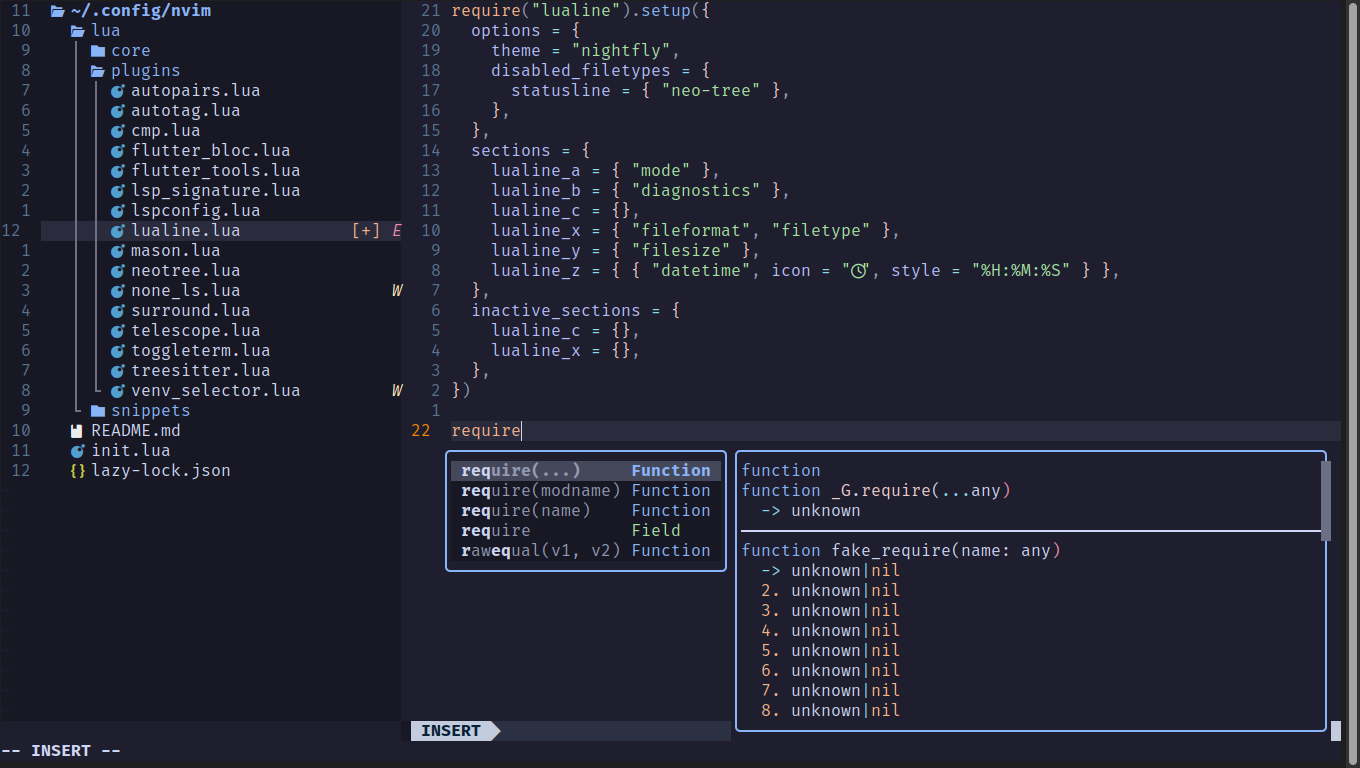 11 ~/.config/nvim
10 lua
9 core
8 plugins
7 autopairs.lua
6 autotag.lua
5 cmp.lua
4 flutter_bloc.lua
3 flutter_tools.lua
2 lsp_signature.lua
1 lspconfig.lua
12 lualine.lua [+] E
1 mason.lua
2 neotree.lua
3 none_ls.lua W
4 surround.lua
5 telescope.lua
6 toggleterm.lua
7 treesitter.lua
8 venv_selector.lua W
9 snippets
10 README.md
11 init.lua
12 {} lazy-lock.json
21 require("lualine").setup({
20 options = {
19 theme = "nightfly",
18 disabled_filetypes = {
17 statusline = { "neo-tree" },
16 },
15 },
14 sections = {
13 lualine_a = { "mode" },
12 lualine_b = { "diagnostics" },
11 lualine_c = {},
10 lualine_x = { "fileformat", "filetype" },
9 lualine_y = { "filesize" },
8 lualine_z = { { "datetime", icon = "", style = "%H:%M:%S" } },
7 },
6 inactive_sections = {
5 lualine_c = {},
4 lualine_x = {},
3 },
2 })
1
22 require
require(...) Function
require(modname) Function
require(name) Function
require Field
rawequal(v1, v2) Function
function
function _G.require(...any)
-> unknown
function fake_require(name: any)
-> unknown|nil
2. unknown|nil
3. unknown|nil
4. unknown|nil
5. unknown|nil
6. unknown|nil
7. unknown|nil
8. unknown|nil
INSERT
-- INSERT --